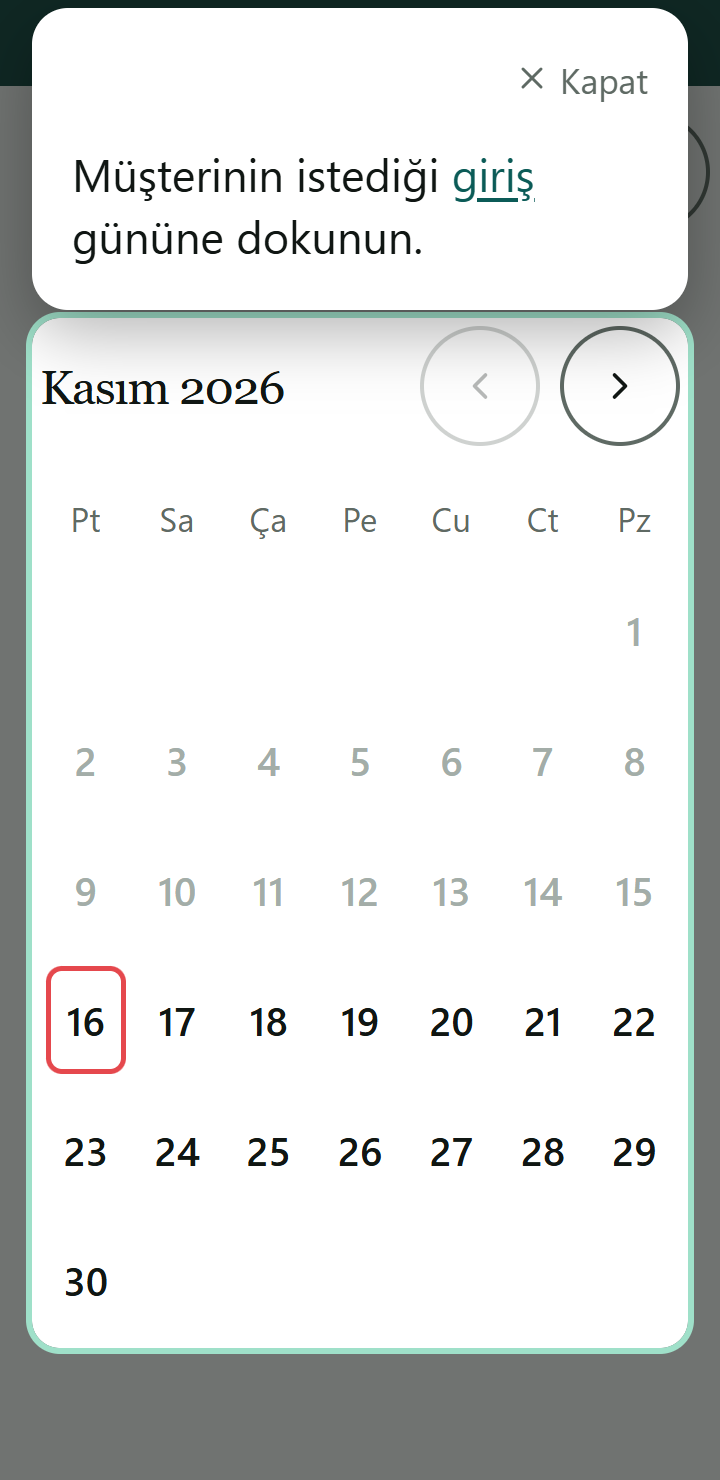 Kapat
Müşterinin istediği giriş
gününe dokunun.
Kasım 2026
Pt Sa Ça Pe Cu Ct Pz
1
2 3 4 5 6 7 8
9 10 11 12 13 14 15
16 17 18 19 20 21 22
23 24 25 26 27 28 29
30